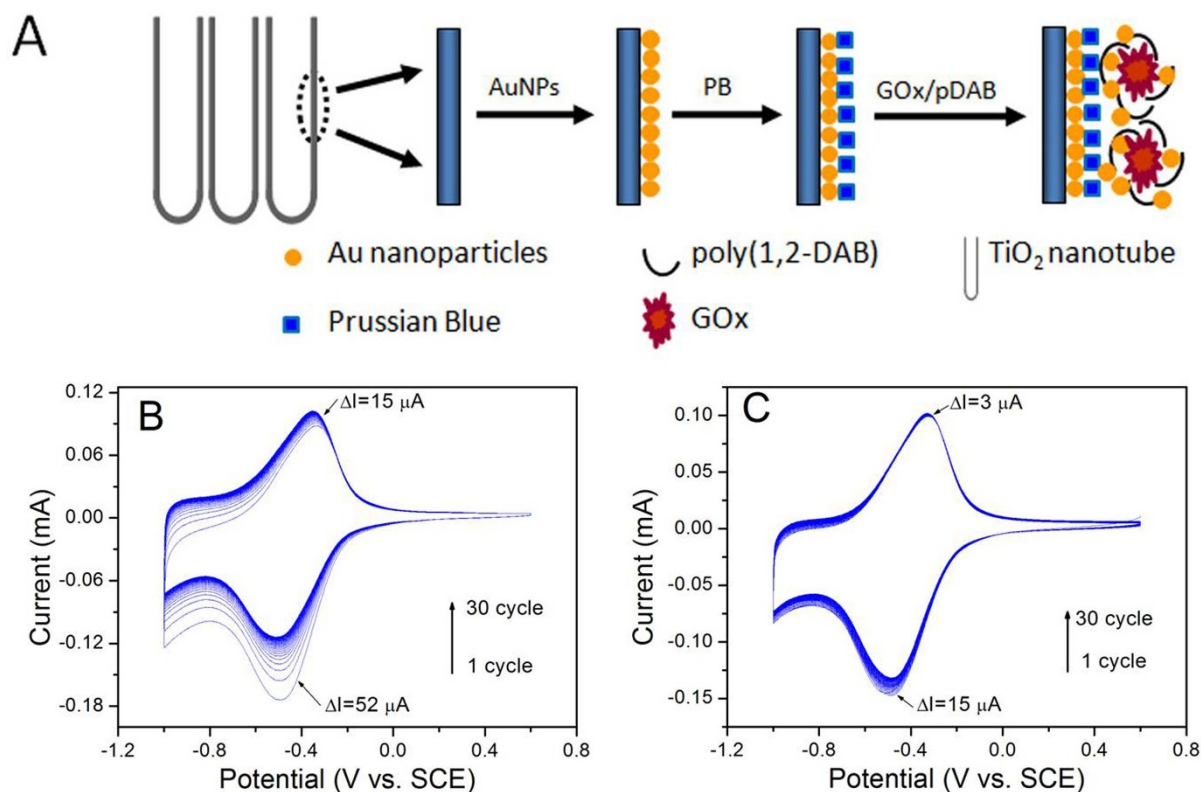 A
AuNPs
PB
GOx/pDAB
Au nanoparticles
poly(1,2-DAB)
TiO₂ nanotube
Prussian Blue
GOx
B
ΔI=15 μA
0.12
0.06
0.00
-0.06
-0.12
-0.18
Current (mA)
30 cycle
1 cycle
ΔI=52 μA
-1.2 -0.8 -0.4 0.0 0.4 0.8
Potential (V vs. SCE)
C
ΔI=3 μA
0.10
0.05
0.00
-0.05
-0.10
-0.15
Current (mA)
30 cycle
1 cycle
ΔI=15 μA
-1.2 -0.8 -0.4 0.0 0.4 0.8
Potential (V vs. SCE)